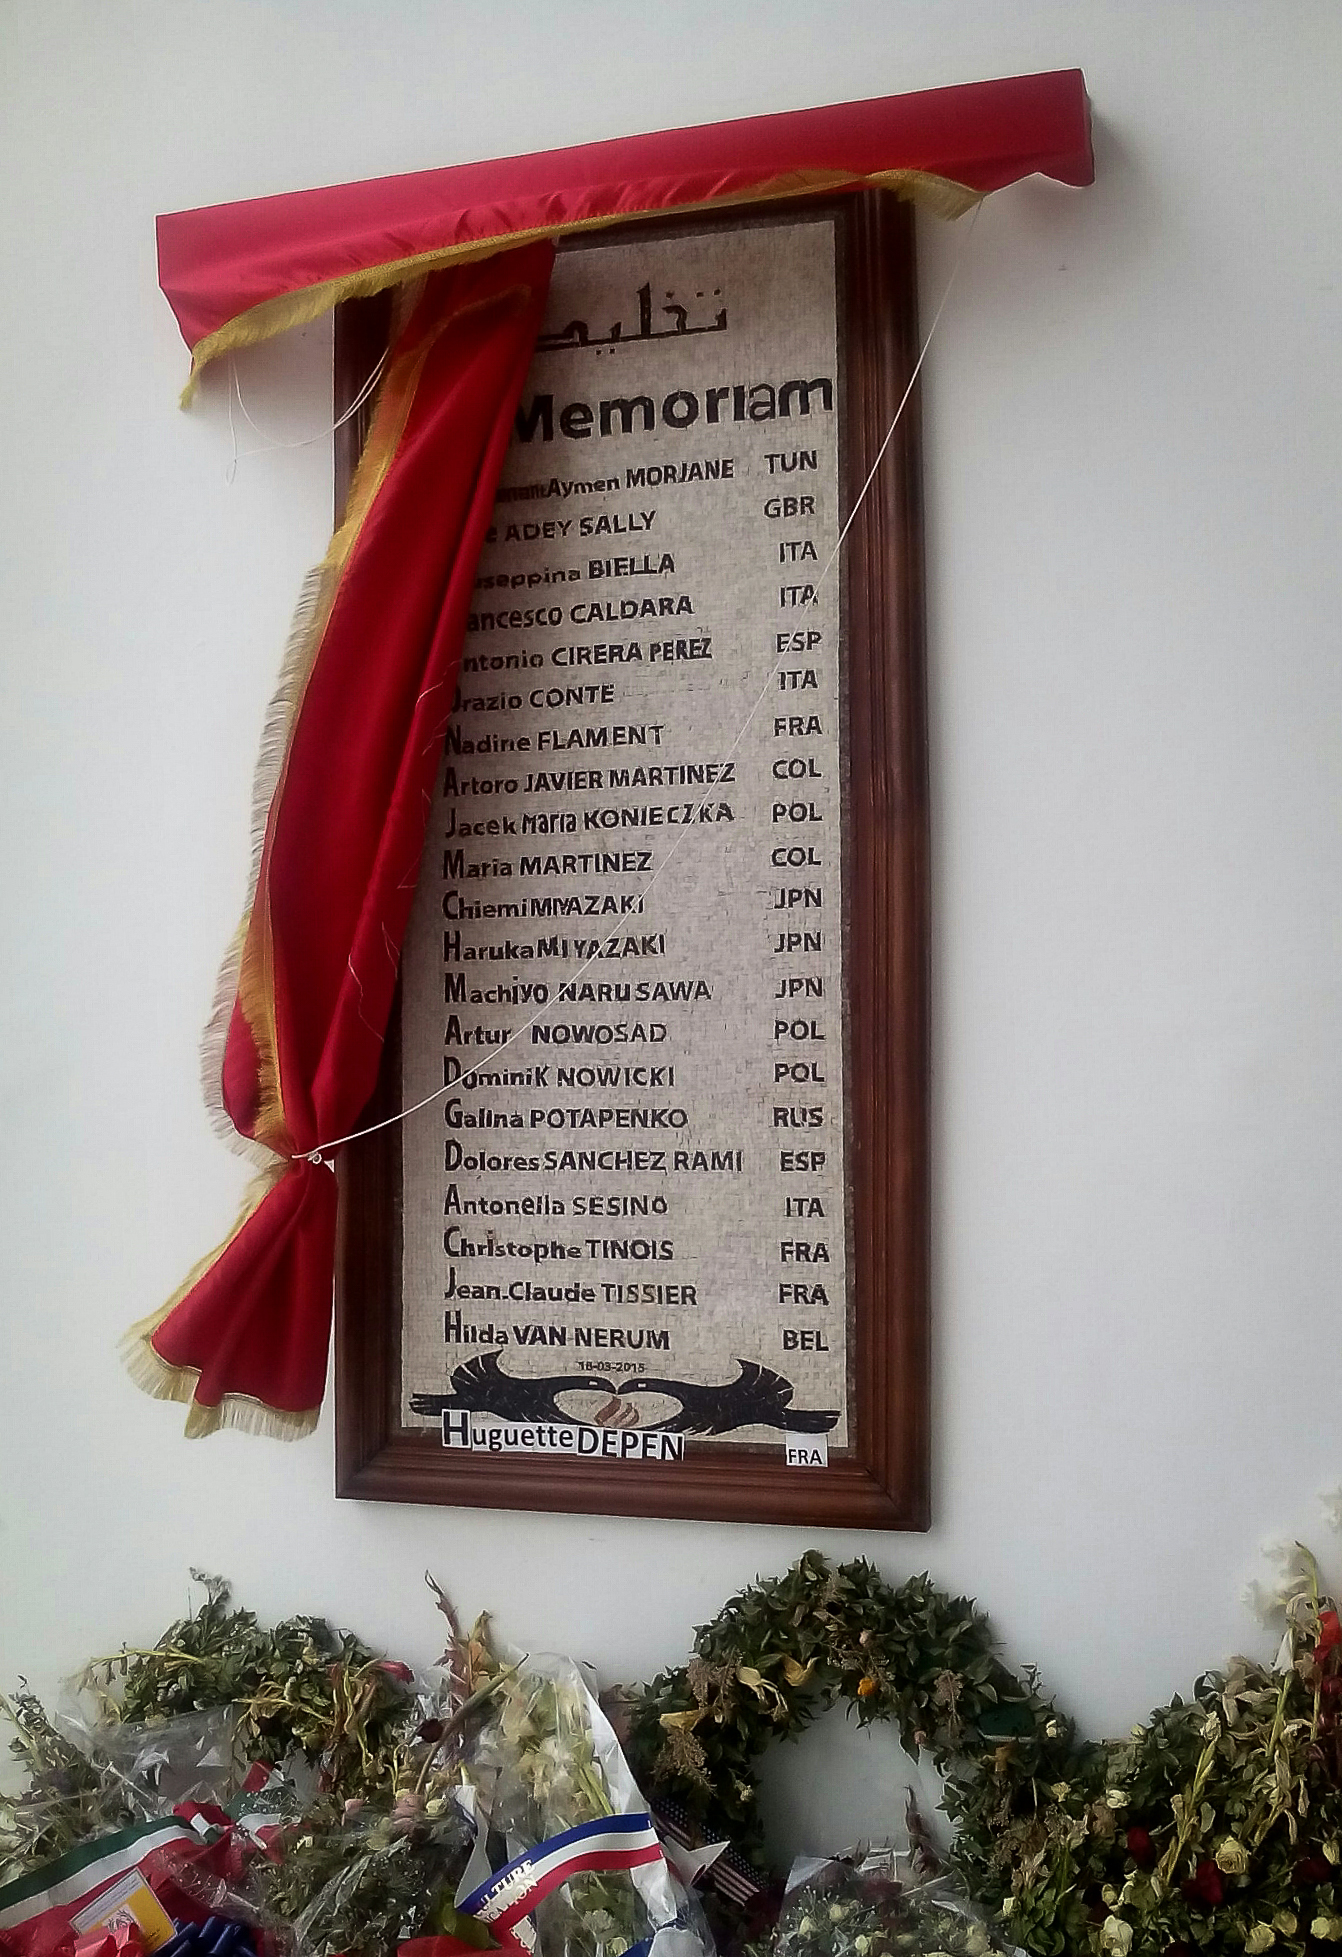 Memoriam
Aymen MORJANE TUN
ADEY SALLY GBR
BIELLA ITA
CALDARA ITA
CIRERA PEREZ ESP
CONTE ITA
Nadine FLAMENT FRA
Artoro JAVIER MARTINEZ COL
Jacek Maria KONIECZKA POL
Maria MARTINEZ COL
Chiemi MIYAZAKI JPN
Haruka MIYAZAKI JPN
Machiyo NARUSAWA JPN
Artur NOWOSAD POL
DominiK NOWICKI POL
Galina POTAPENKO RUS
Dolores SANCHEZ RAMI ESP
Antonella SESINO ITA
Christophe TINOIS FRA
Jean-Claude TISSIER FRA
Hilda VAN NERUM BEL
18-03-2015
Huguette DEPEN FRA